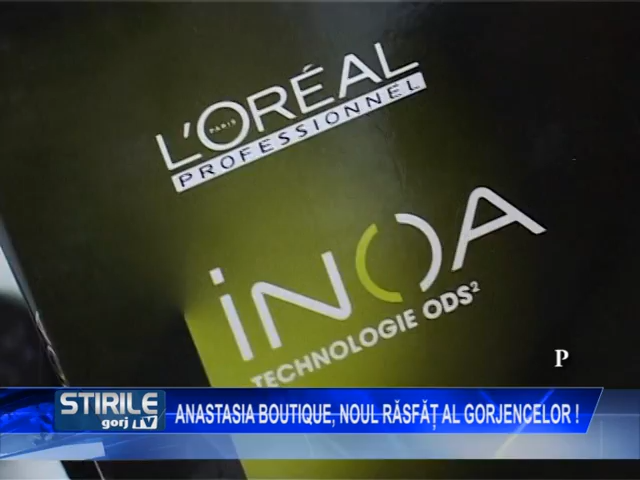 L'ORÉAL
PARIS
PROFESSIONNEL
iNOA
TECHNOLOGIE ODS²
P
STIRILE
gorj TV
ANASTASIA BOUTIQUE, NOUL RĂSFĂȚ AL GORJENCELOR !